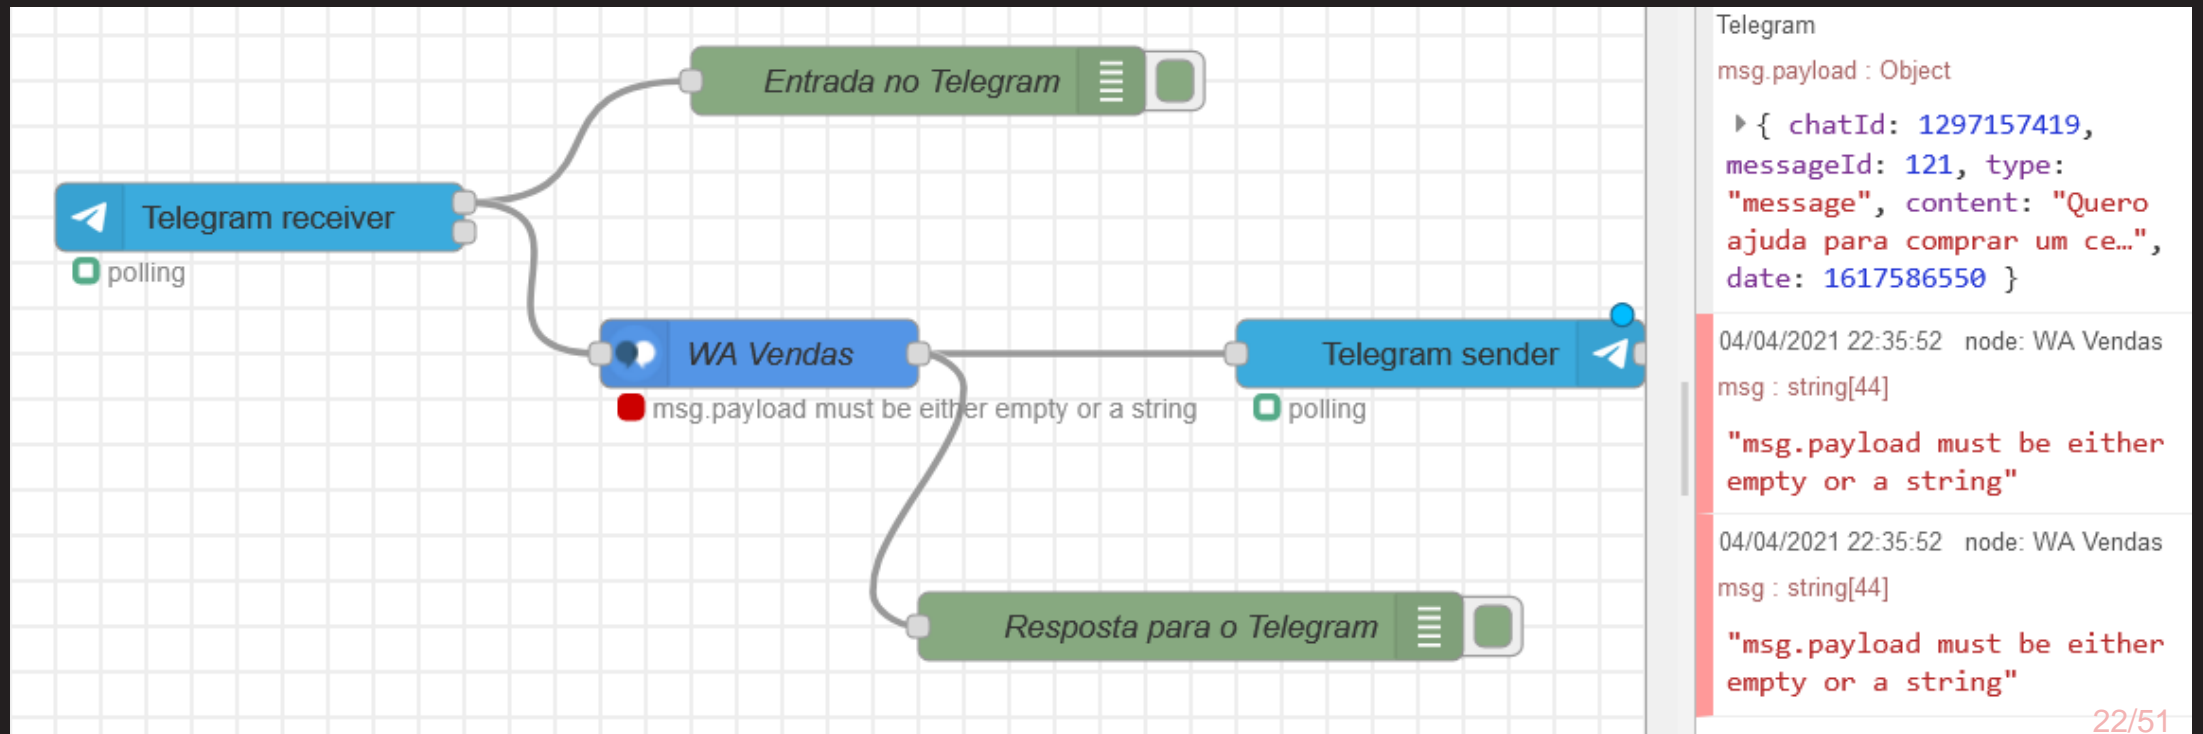 Entrada no Telegram
Telegram receiver
polling
WA Vendas
msg.payload must be either empty or a string
Telegram sender
polling
Resposta para o Telegram
Telegram
msg.payload : Object
{ chatId: 1297157419,
messageId: 121, type:
"message", content: "Quero
ajuda para comprar um ce…",
date: 1617586550 }
04/04/2021 22:35:52 node: WA Vendas
msg : string[44]
"msg.payload must be either
empty or a string"
04/04/2021 22:35:52 node: WA Vendas
msg : string[44]
"msg.payload must be either
empty or a string"
22/51